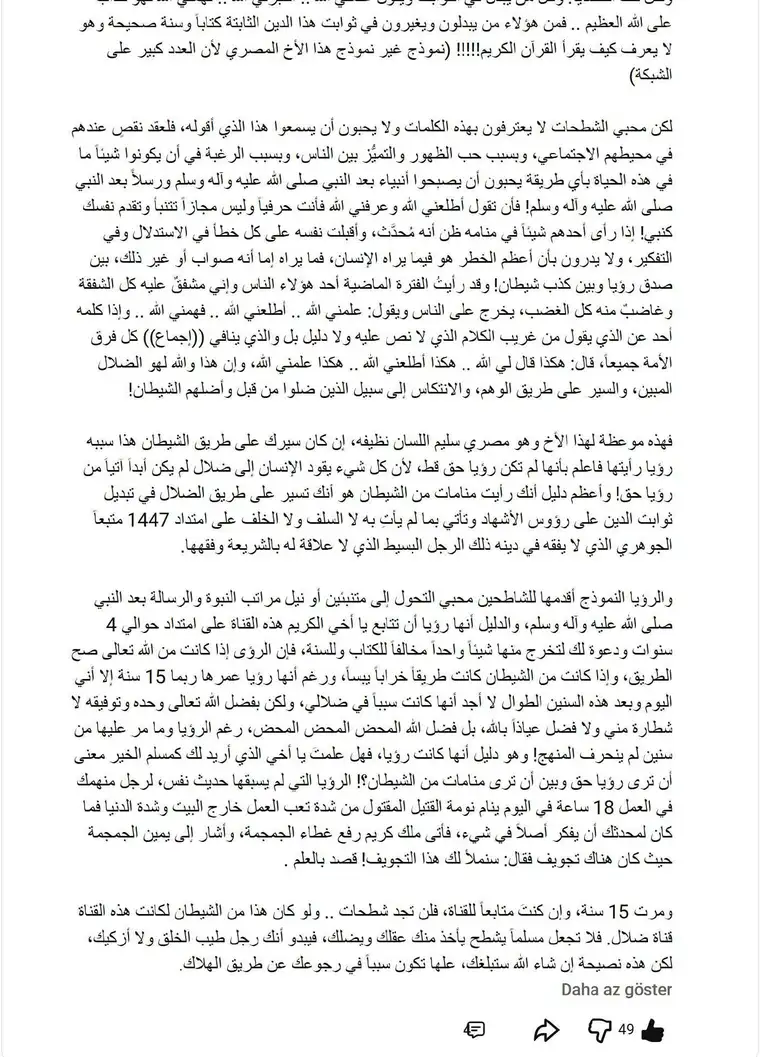 على الله العظيم .. فمن هؤلاء من يبدلون ويغيرون في ثوابت هذا الدين الثابتة كتاباً وسنة صحيحة وهو
لا يعرف كيف يقرأ القرآن الكريم!!!!! (نموذج غير نموذج هذا الأخ المصري لأن العدد كبير على
الشبكة)
لكن محبي الشطحات لا يعترفون بهذه الكلمات ولا يحبون أن يسمعوا هذا الذي أقوله، فلعقد نقصٍ عندهم
في محيطهم الاجتماعي، وبسبب حب الظهور والتميُّز بين الناس، وبسبب الرغبة في أن يكونوا شيئاً ما
في هذه الحياة بأي طريقة يحبون أن يصبحوا أنبياء بعد النبي صلى الله عليه وآله وسلم ورسلاً بعد النبي
صلى الله عليه وآله وسلم! فأن تقول أطلعني الله وعرفني الله فأنت حرفياً وليس مجازاً تتنبأ وتقدم نفسك
كنبي! إذا رأى أحدهم شيئاً في منامه ظن أنه مُحدَّث، وأقبلت نفسه على كل خطأ في الاستدلال وفي
التفكير، ولا يدرون بأن أعظم الخطر هو فيما يراه الإنسان، فما يراه إما أنه صواب أو غير ذلك، بين
صدق رؤيا وبين كذب شيطان! وقد رأيتُ الفترة الماضية أحد هؤلاء الناس وإني مشفقٌ عليه كل الشفقة
وغاضبٌ منه كل الغضب، يخرج على الناس ويقول: علمني الله .. أطلعني الله .. فهمني الله .. وإذا كلمه
أحد عن الذي يقول من غريب الكلام الذي لا نص عليه ولا دليل بل والذي ينافي ((إجماع)) كل فرق
الأمة جميعاً، قال: هكذا قال لي الله .. هكذا أطلعني الله .. هكذا علمني الله، وإن هذا والله لهو الضلال
المبين، والسير على طريق الوهم، والانتكاس إلى سبيل الذين ضلوا من قبل وأضلهم الشيطان!
فهذه موعظة لهذا الأخ وهو مصري سليم اللسان نظيفه، إن كان سيرك على طريق الشيطان هذا سببه
رؤيا رأيتها فاعلم بأنها لم تكن رؤيا حق قط، لأن كل شيء يقود الإنسان إلى ضلال لم يكن أبداً آتياً من
رؤيا حق! وأعظم دليل أنك رأيت منامات من الشيطان هو أنك تسير على طريق الضلال في تبديل
ثوابت الدين على رؤوس الأشهاد وتأتي بما لم يأتِ به لا السلف ولا الخلف على امتداد 1447 متبعاً
الجوهري الذي لا يفقه في دينه ذلك الرجل البسيط الذي لا علاقة له بالشريعة وفقهها.
والرؤيا النموذج أقدمها للشاطحين محبي التحول إلى متنبئين أو نيل مراتب النبوة والرسالة بعد النبي
صلى الله عليه وآله وسلم، والدليل أنها رؤيا أن تتابع يا أخي الكريم هذه القناة على امتداد حوالي 4
سنوات ودعوة لك لتخرج منها شيئاً واحداً مخالفاً للكتاب وللسنة، فإن الرؤى إذا كانت من الله تعالى صح
الطريق، وإذا كانت من الشيطان كانت طريقاً خراباً يبساً، ورغم أنها رؤيا عمرها ربما 15 سنة إلا أني
اليوم وبعد هذه السنين الطوال لا أجد أنها كانت سبباً في ضلالي، ولكن بفضل الله تعالى وحده وتوفيقه لا
شطارة مني ولا فضل عياذاً بالله، بل فضل الله المحض المحض المحض، رغم الرؤيا وما مر عليها من
سنين لم ينحرف المنهج! وهو دليل أنها كانت رؤيا، فهل علمتَ يا أخي الذي أريد لك كمسلم الخير معنى
أن ترى رؤيا حق وبين أن ترى منامات من الشيطان؟! الرؤيا التي لم يسبقها حديث نفس، لرجل منهمك
في العمل 18 ساعة في اليوم ينام نومة القتيل المقتول من شدة تعب العمل خارج البيت وشدة الدنيا فما
كان لمحدثك أن يفكر أصلاً في شيء، فأتى ملك كريم رفع غطاء الجمجمة، وأشار إلى يمين الجمجمة
حيث كان هناك تجويف فقال: سنملأ لك هذا التجويف! قصد بالعلم .
ومرت 15 سنة، وإن كنتَ متابعاً للقناة، فلن تجد شطحات .. ولو كان هذا من الشيطان لكانت هذه القناة
قناة ضلال. فلا تجعل مسلماً يشطح بأخذ منك عقلك ويضلك، فيبدو أنك رجل طيب الخلق ولا أزكيك،
لكن هذه نصيحة إن شاء الله ستبلغك، علها تكون سبباً في رجوعك عن طريق الهلاك.
Daha az göster
49
4